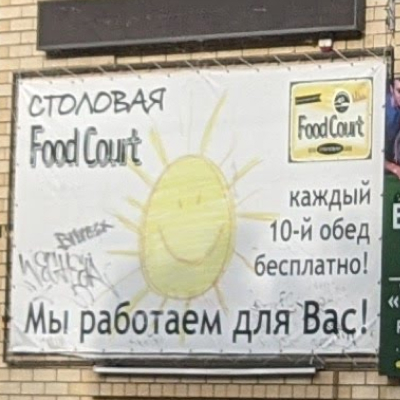 СТОЛОВАЯ
Food Court
Food Court
каждый
10-й обед
бесплатно!
Мы работаем для Вас!